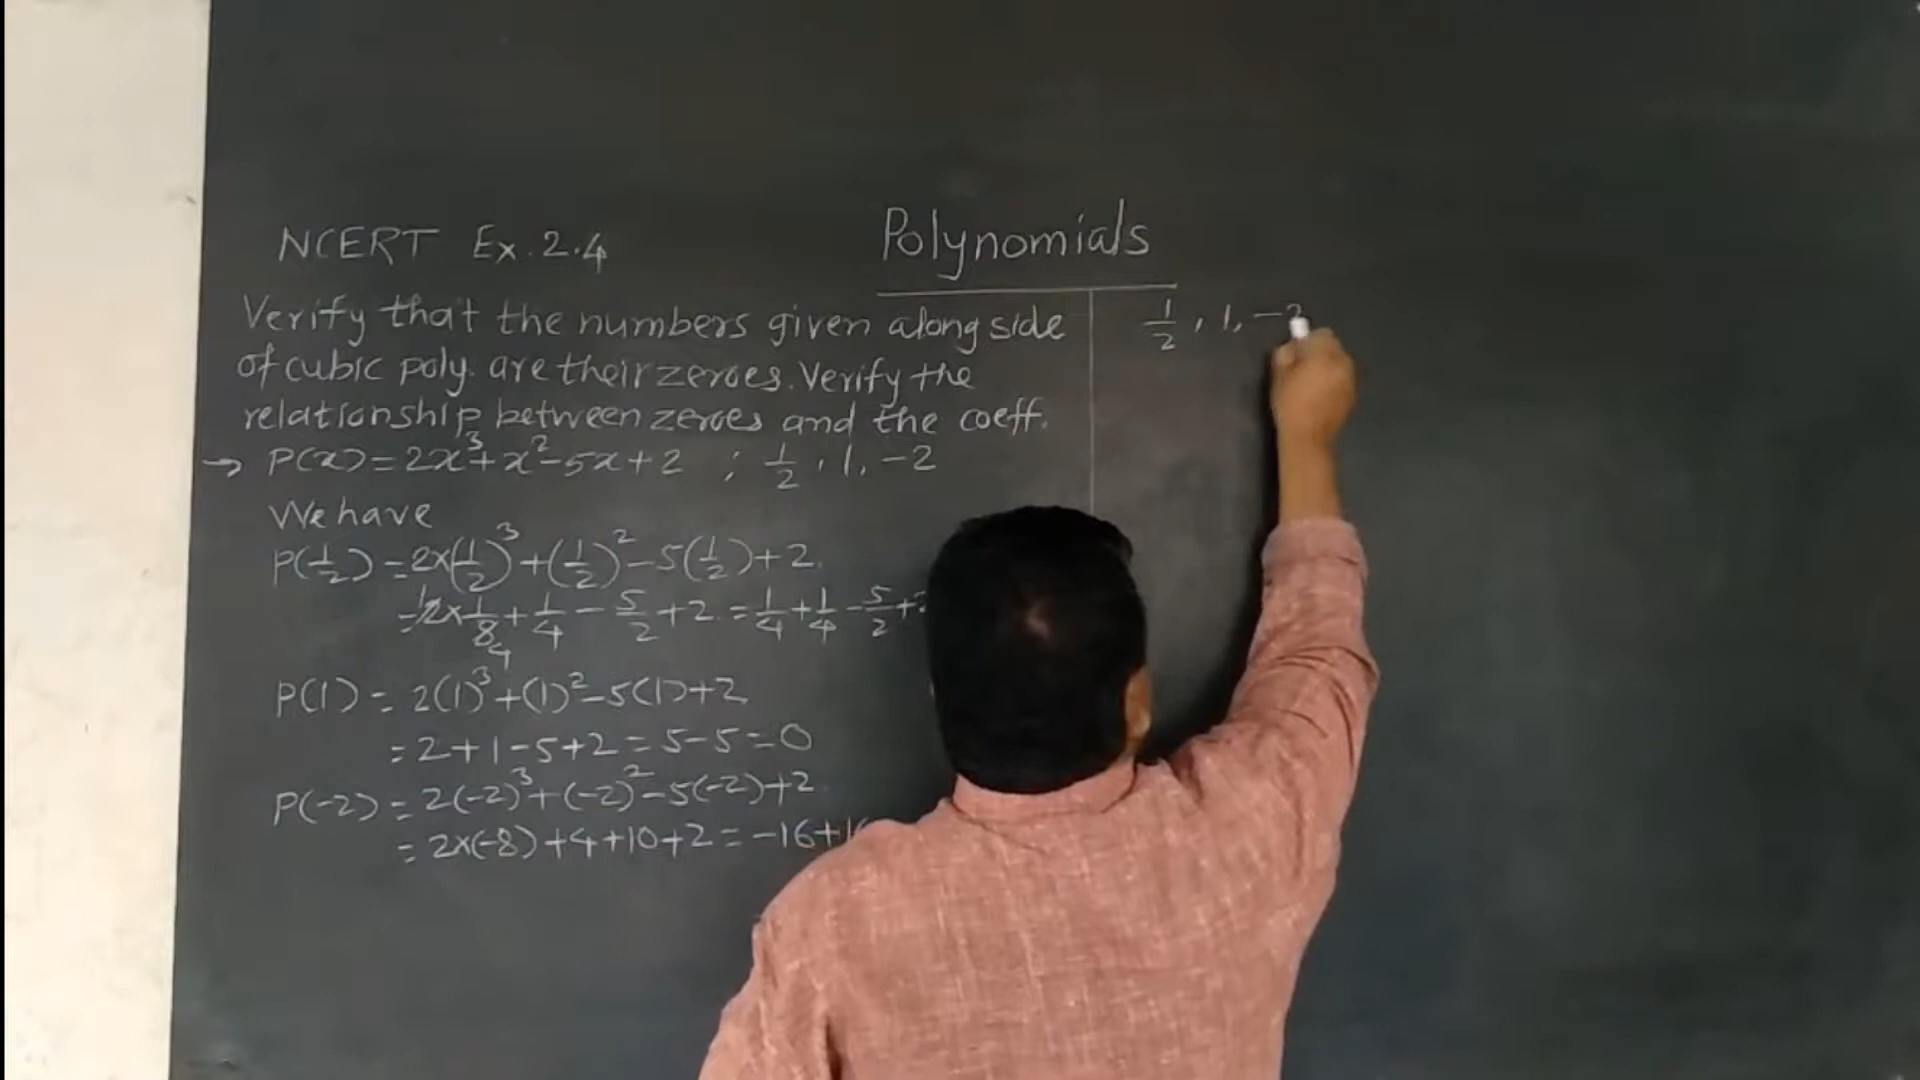 NCERT Ex. 2.4
Polynomials
Verify that the numbers given along side
of cubic poly. are their zeroes. Verify the
relationship between zeroes and the coeff.
→ P(x) = 2x³ + x² - 5x + 2 ; 1/2, 1, -2
We have
P(1/2) = 2×(1/2)³ + (1/2)² - 5(1/2) + 2
= 2 × 1/8 + 1/4 - 5/2 + 2 = 1/4 + 1/4 - 5/2 +
P(1) = 2(1)³ + (1)² - 5(1) + 2
= 2 + 1 - 5 + 2 = 5 - 5 = 0
P(-2) = 2(-2)³ + (-2)² - 5(-2) + 2
= 2×(-8) + 4 + 10 + 2 = -16 +
1/2, 1, -2